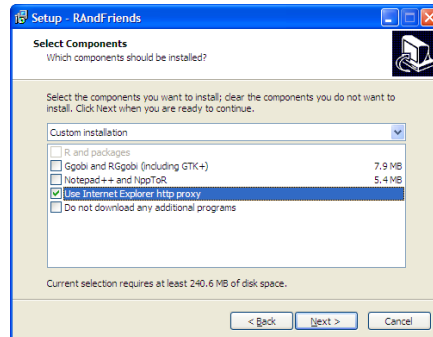 Setup - RAndFriends
Select Components
Which components should be installed?
Select the components you want to install; clear the components you do not want to
install. Click Next when you are ready to continue.
Custom installation
R and packages
Ggobi and RGgobi (including GTK+) 7.9 MB
Notepad++ and NppToR 5.4 MB
Use Internet Explorer http proxy
Do not download any additional programs
Current selection requires at least 240.6 MB of disk space.
< Back Next > Cancel